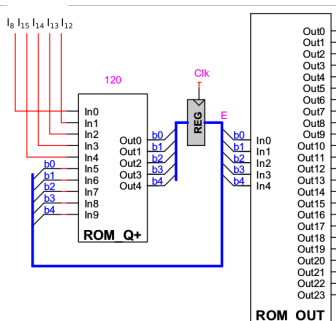 I8 I15 I14 I13 I12
120
Clk
REG
E
In0
In1
In2
In3
In4
In5
In6
In7
In8
In9
b0
b1
b2
b3
b4
Out0
Out1
Out2
Out3
Out4
b0
b1
b2
b3
b4
ROM_Q+
b0
b1
b2
b3
b4
In0
In1
In2
In3
In4
Out0
Out1
Out2
Out3
Out4
Out5
Out6
Out7
Out8
Out9
Out10
Out11
Out12
Out13
Out14
Out15
Out16
Out17
Out18
Out19
Out20
Out21
Out22
Out23
ROM_OUT